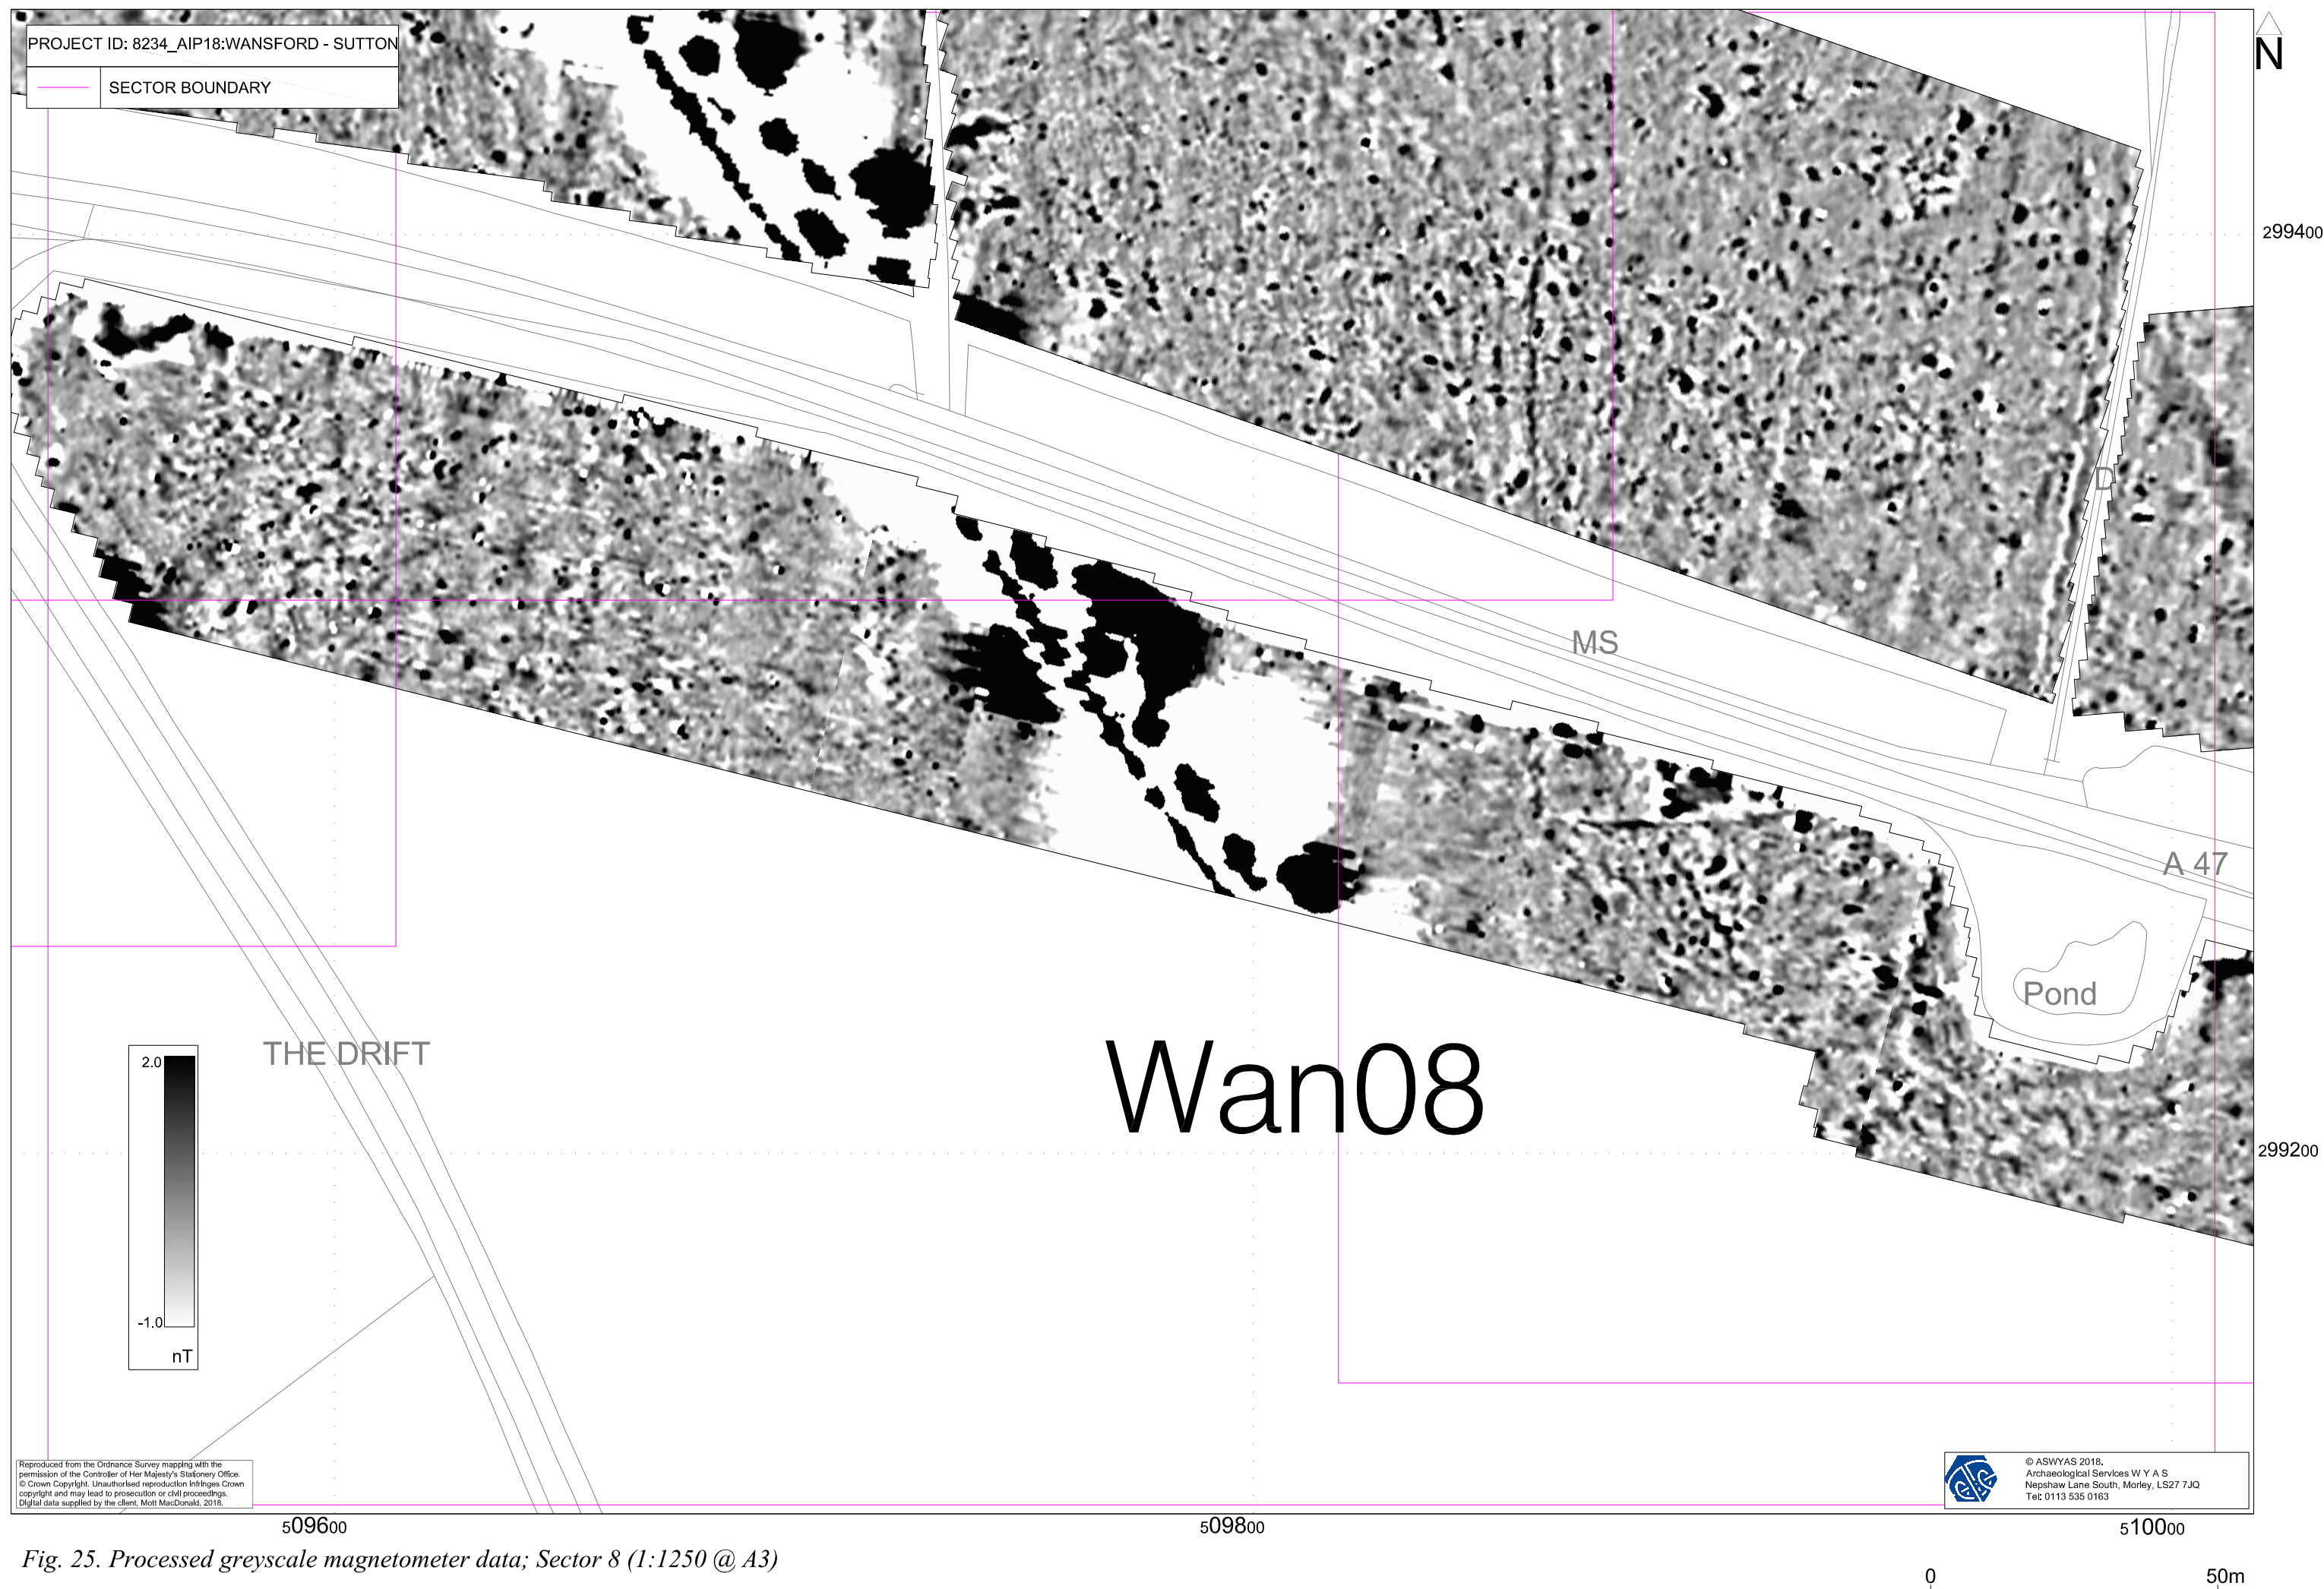 PROJECT ID: 8234_AIP18:WANSFORD - SUTTON
SECTOR BOUNDARY
N
299400
D
MS
A 47
Pond
Wan08
THE DRIFT
2.0
-1.0
nT
299200
Reproduced from the Ordnance Survey mapping with the
permission of the Controller of Her Majesty's Stationery Office.
© Crown Copyright. Unauthorised reproduction infringes Crown
copyright and may lead to prosecution or civil proceedings.
Digital data supplied by the client, Mott MacDonald, 2018.
© ASWYAS 2018.
Archaeological Services W Y A S
Nepshaw Lane South, Morley, LS27 7JQ
Tel: 0113 535 0163
509600
509800
510000
Fig. 25. Processed greyscale magnetometer data; Sector 8 (1:1250 @ A3)
0 50m